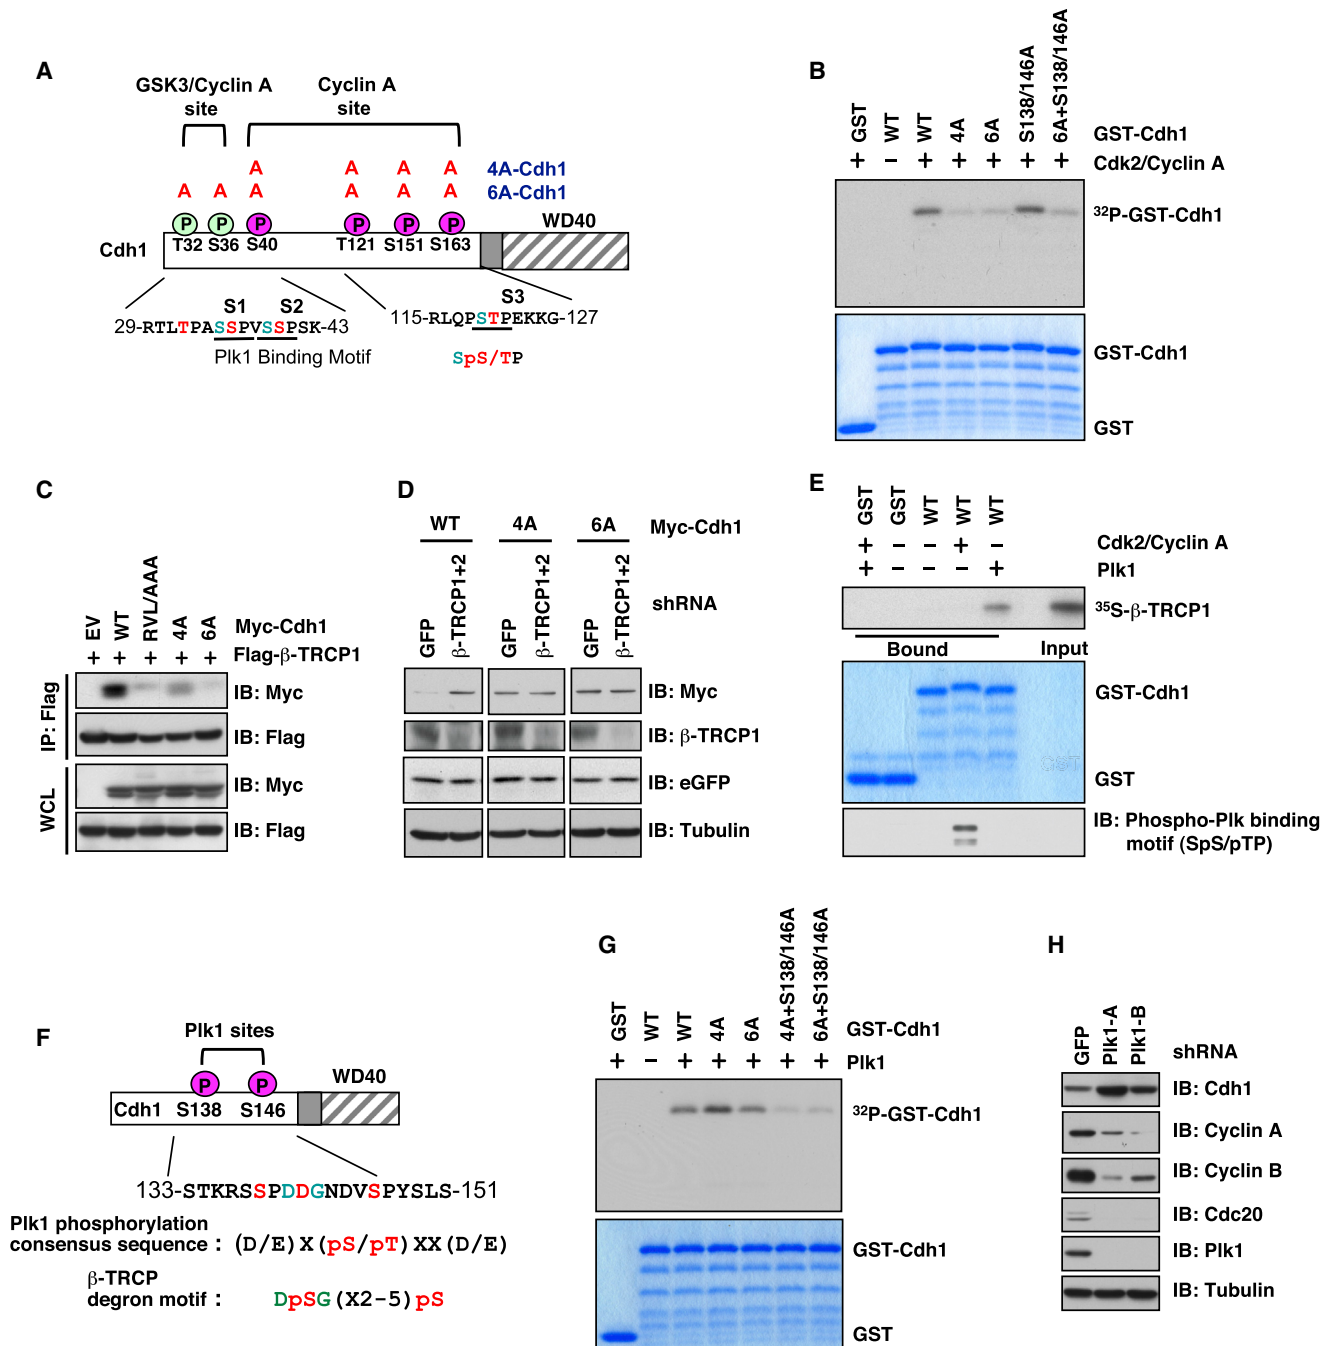 A
GSK3/Cyclin A
site
Cyclin A
site
A A A A 4A-Cdh1
A A A A A A 6A-Cdh1
P P P P P P
WD40
Cdh1 T32 S36 S40 T121 S151 S163
S1 S2
29-RTLTPASSPVSSPSK-43
Plk1 Binding Motif
S3
115-RLQPSTPEKKG-127
SpS/TP
B
GST WT WT 4A 6A S138/146A 6A+S138/146A
GST-Cdh1
+ − + + + + + Cdk2/Cyclin A
32P-GST-Cdh1
GST-Cdh1
GST
C
EV WT RVL/AAA 4A 6A Myc-Cdh1
+ + + + + Flag-β-TRCP1
IP: Flag
IB: Myc
IB: Flag
WCL
IB: Myc
IB: Flag
D
WT 4A 6A Myc-Cdh1
GFP β-TRCP1+2 GFP β-TRCP1+2 GFP β-TRCP1+2 shRNA
IB: Myc
IB: β-TRCP1
IB: eGFP
IB: Tubulin
E
GST GST WT WT WT
+ − − + − Cdk2/Cyclin A
+ − − − + Plk1
35S-β-TRCP1
Bound Input
GST-Cdh1
GST
GST
IB: Phospho-Plk binding
motif (SpS/pTP)
F
Plk1 sites
P P
WD40
Cdh1 S138 S146
133-STKRSSPDDGNDVSPYSLS-151
Plk1 phosphorylation
consensus sequence : (D/E)X(pS/pT)XX(D/E)
β-TRCP
degron motif : DpSG(X2-5)pS
G
GST WT WT 4A 6A 4A+S138/146A 6A+S138/146A
GST-Cdh1
+ − + + + + + Plk1
32P-GST-Cdh1
GST-Cdh1
GST
H
GFP Plk1-A Plk1-B shRNA
IB: Cdh1
IB: Cyclin A
IB: Cyclin B
IB: Cdc20
IB: Plk1
IB: Tubulin